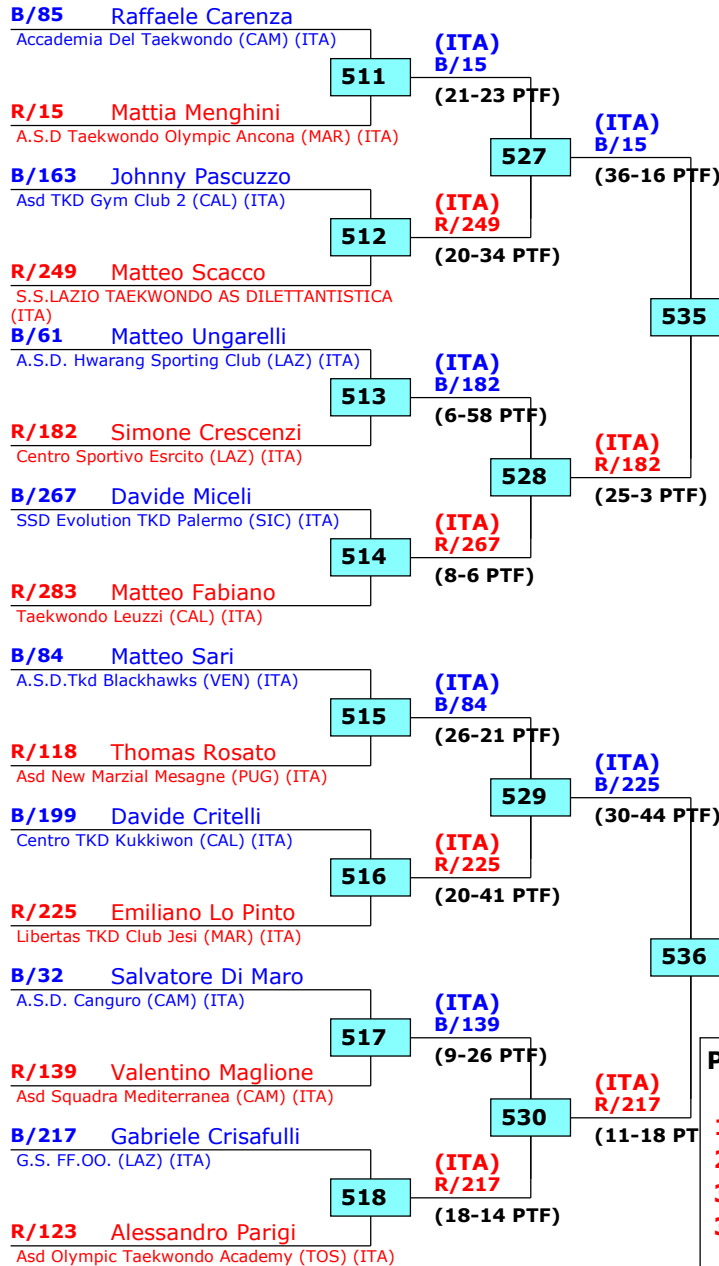 B/85 Raffaele Carenza
Accademia Del Taekwondo (CAM) (ITA)
511
R/15 Mattia Menghini
A.S.D Taekwondo Olympic Ancona (MAR) (ITA)
B/163 Johnny Pascuzzo
Asd TKD Gym Club 2 (CAL) (ITA)
512
R/249 Matteo Scacco
S.S.LAZIO TAEKWONDO AS DILETTANTISTICA
(ITA)
B/61 Matteo Ungarelli
A.S.D. Hwarang Sporting Club (LAZ) (ITA)
513
R/182 Simone Crescenzi
Centro Sportivo Esrcito (LAZ) (ITA)
B/267 Davide Miceli
SSD Evolution TKD Palermo (SIC) (ITA)
514
R/283 Matteo Fabiano
Taekwondo Leuzzi (CAL) (ITA)
B/84 Matteo Sari
A.S.D.Tkd Blackhawks (VEN) (ITA)
515
R/118 Thomas Rosato
Asd New Marzial Mesagne (PUG) (ITA)
B/199 Davide Critelli
Centro TKD Kukkiwon (CAL) (ITA)
516
R/225 Emiliano Lo Pinto
Libertas TKD Club Jesi (MAR) (ITA)
B/32 Salvatore Di Maro
A.S.D. Canguro (CAM) (ITA)
517
R/139 Valentino Maglione
Asd Squadra Mediterranea (CAM) (ITA)
B/217 Gabriele Crisafulli
G.S. FF.OO. (LAZ) (ITA)
518
R/123 Alessandro Parigi
Asd Olympic Taekwondo Academy (TOS) (ITA)
(ITA)
B/15
(21-23 PTF)
527
(ITA)
R/249
(20-34 PTF)
(ITA)
B/182
(6-58 PTF)
528
(ITA)
R/267
(8-6 PTF)
(ITA)
B/84
(26-21 PTF)
529
(ITA)
R/225
(20-41 PTF)
(ITA)
B/139
(9-26 PTF)
530
(ITA)
R/217
(18-14 PTF)
(ITA)
B/15
(36-16 PTF)
535
(ITA)
R/182
(25-3 PTF)
(ITA)
B/225
(30-44 PTF)
536
(ITA)
R/217
(11-18 PT
P